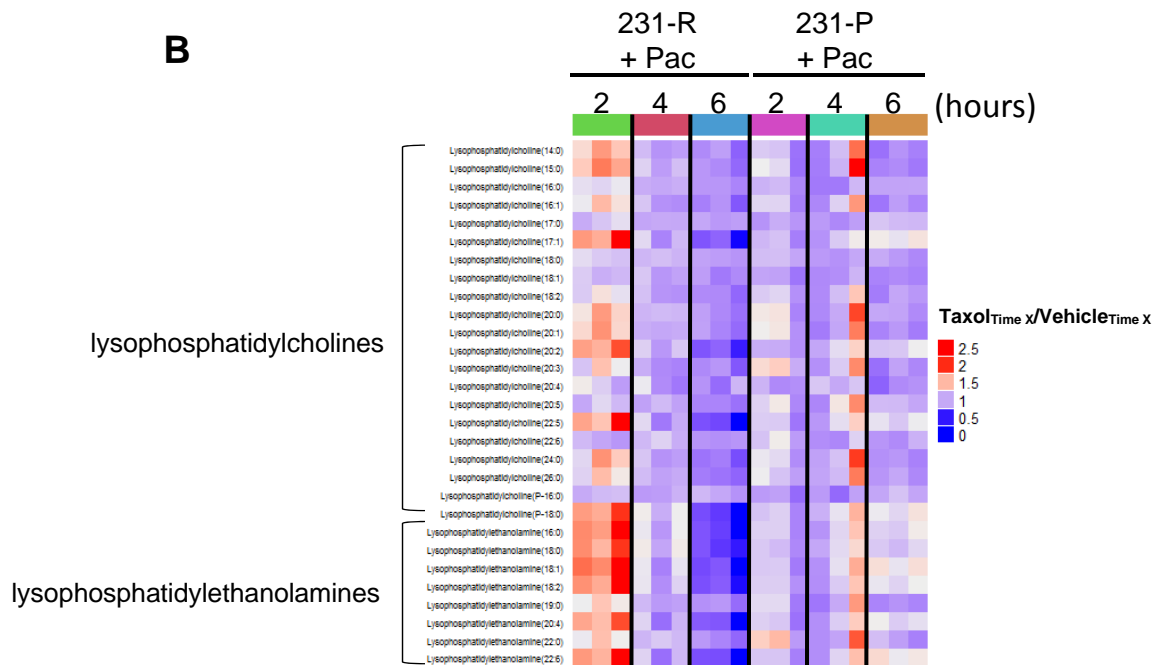 B
231-R
+ Pac
231-P
+ Pac
2 4 6 2 4 6 (hours)
Lysophosphatidylcholine(14:0)
Lysophosphatidylcholine(15:0)
Lysophosphatidylcholine(16:0)
Lysophosphatidylcholine(16:1)
Lysophosphatidylcholine(17:0)
Lysophosphatidylcholine(17:1)
Lysophosphatidylcholine(18:0)
Lysophosphatidylcholine(18:1)
Lysophosphatidylcholine(18:2)
Lysophosphatidylcholine(20:0)
Lysophosphatidylcholine(20:1)
Lysophosphatidylcholine(20:2)
Lysophosphatidylcholine(20:3)
Lysophosphatidylcholine(20:4)
Lysophosphatidylcholine(20:5)
Lysophosphatidylcholine(22:5)
Lysophosphatidylcholine(22:6)
Lysophosphatidylcholine(24:0)
Lysophosphatidylcholine(26:0)
Lysophosphatidylcholine(P-16:0)
Lysophosphatidylcholine(P-18:0)
Lysophosphatidylethanolamine(16:0)
Lysophosphatidylethanolamine(18:0)
Lysophosphatidylethanolamine(18:1)
Lysophosphatidylethanolamine(18:2)
Lysophosphatidylethanolamine(19:0)
Lysophosphatidylethanolamine(20:4)
Lysophosphatidylethanolamine(22:0)
Lysophosphatidylethanolamine(22:6)
lysophosphatidylcholines
lysophosphatidylethanolamines
TaxolTime X/VehicleTime X
2.5
2
1.5
1
0.5
0